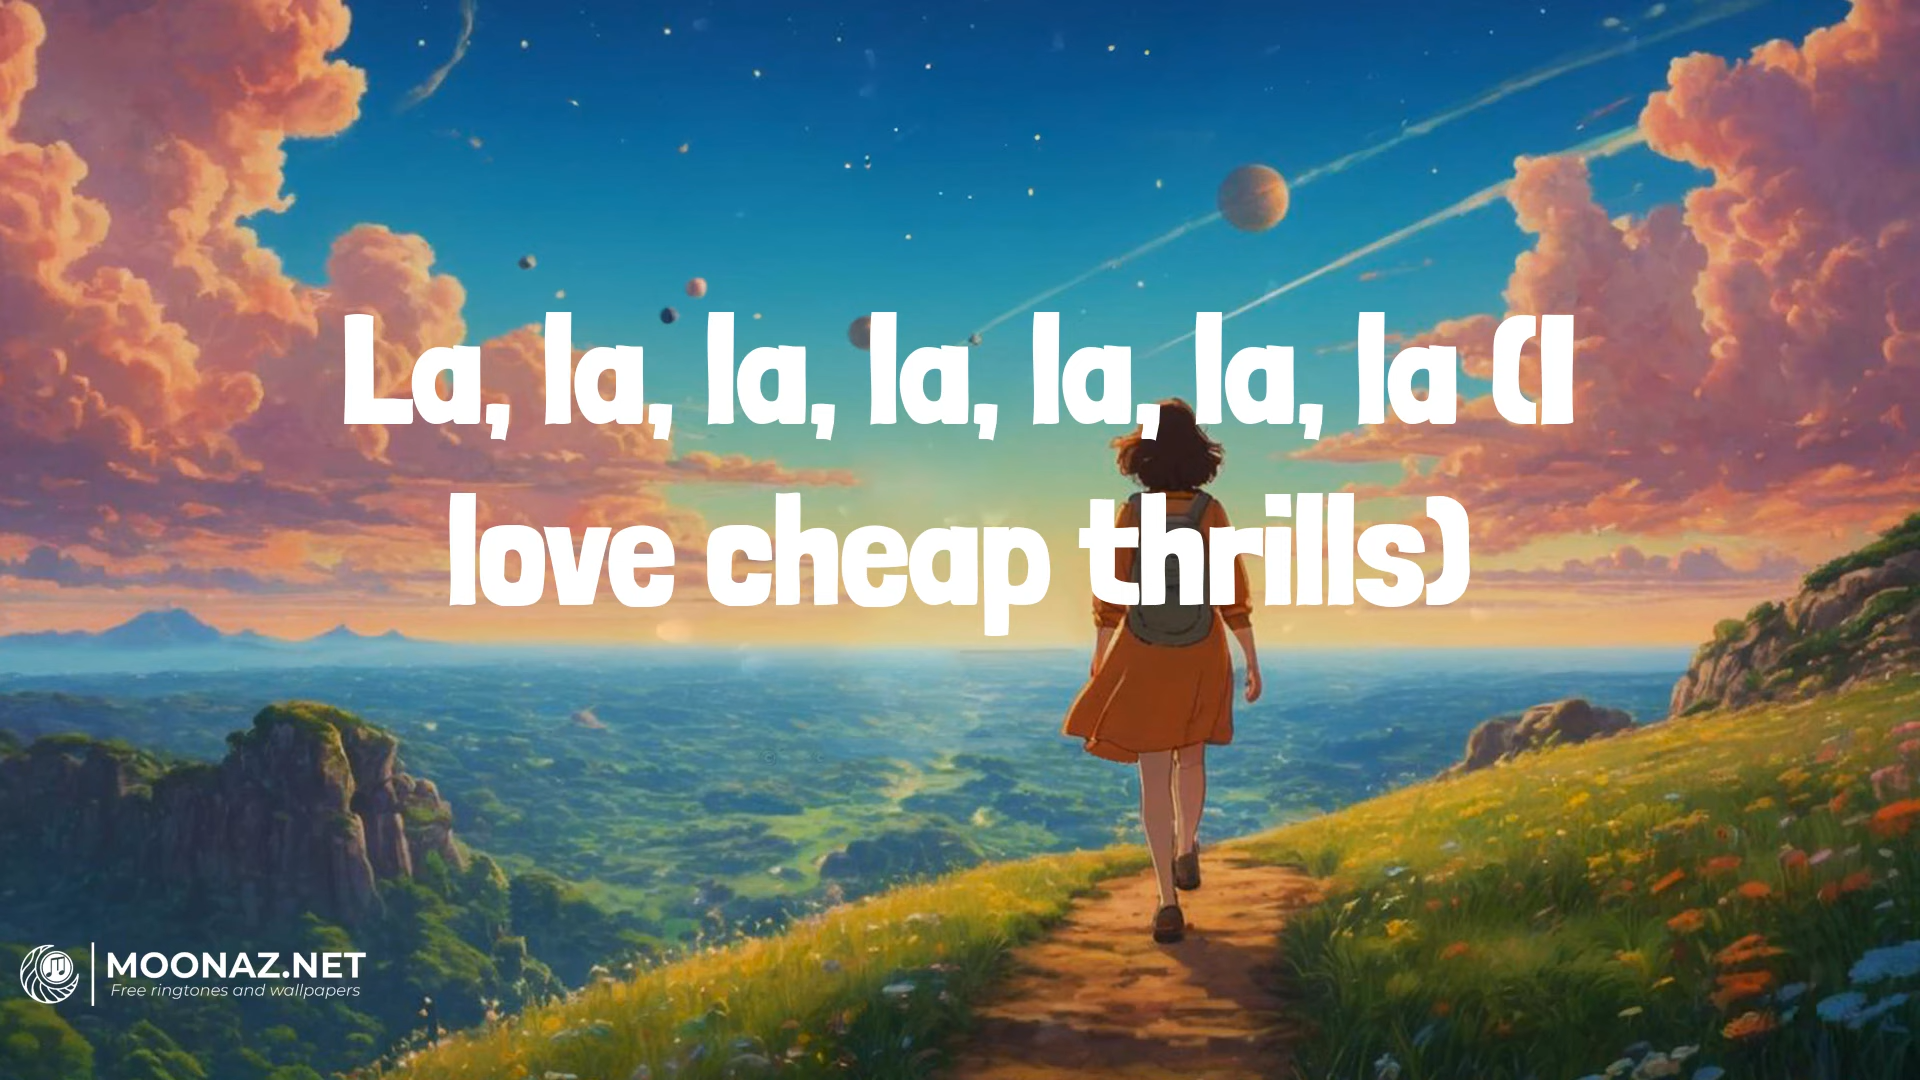 La, la, la, la, la, la, la (I
love cheap thrills)
MOONAZ.NET
Free ringtones and wallpapers